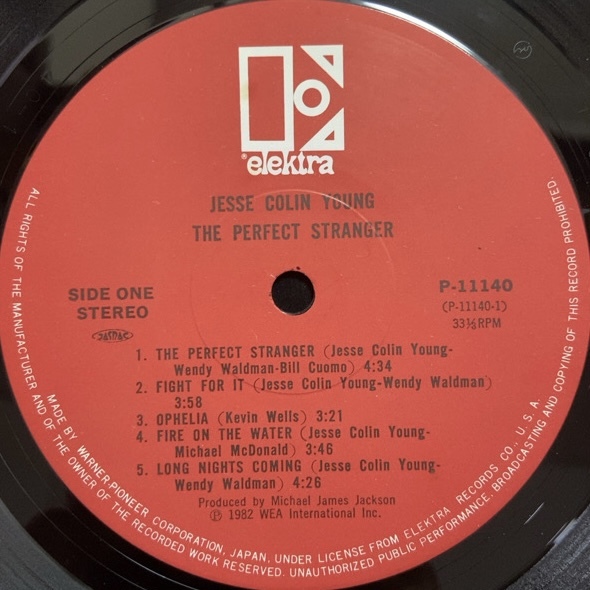 ®elektra
JESSE COLIN YOUNG
THE PERFECT STRANGER
SIDE ONE
STEREO
JASRAC
P-11140
(P-11140-1)
33⅓RPM
1. THE PERFECT STRANGER (Jesse Colin Young-
Wendy Waldman-Bill Cuomo) 4:34
2. FIGHT FOR IT (Jesse Colin Young-Wendy Waldman)
3:58
3. OPHELIA (Kevin Wells) 3:21
4. FIRE ON THE WATER (Jesse Colin Young-
Michael McDonald) 3:46
5. LONG NIGHTS COMING (Jesse Colin Young-
Wendy Waldman) 4:26
Produced by Michael James Jackson
℗ 1982 WEA International Inc.
MADE BY WARNER-PIONEER CORPORATION, JAPAN, UNDER LICENSE FROM ELEKTRA RECORDS CO., U.S.A.
ALL RIGHTS OF THE MANUFACTURER AND OF THE OWNER OF THE RECORDED WORK RESERVED. UNAUTHORIZED PUBLIC PERFORMANCE, BROADCASTING AND COPYING OF THIS RECORD PROHIBITED.